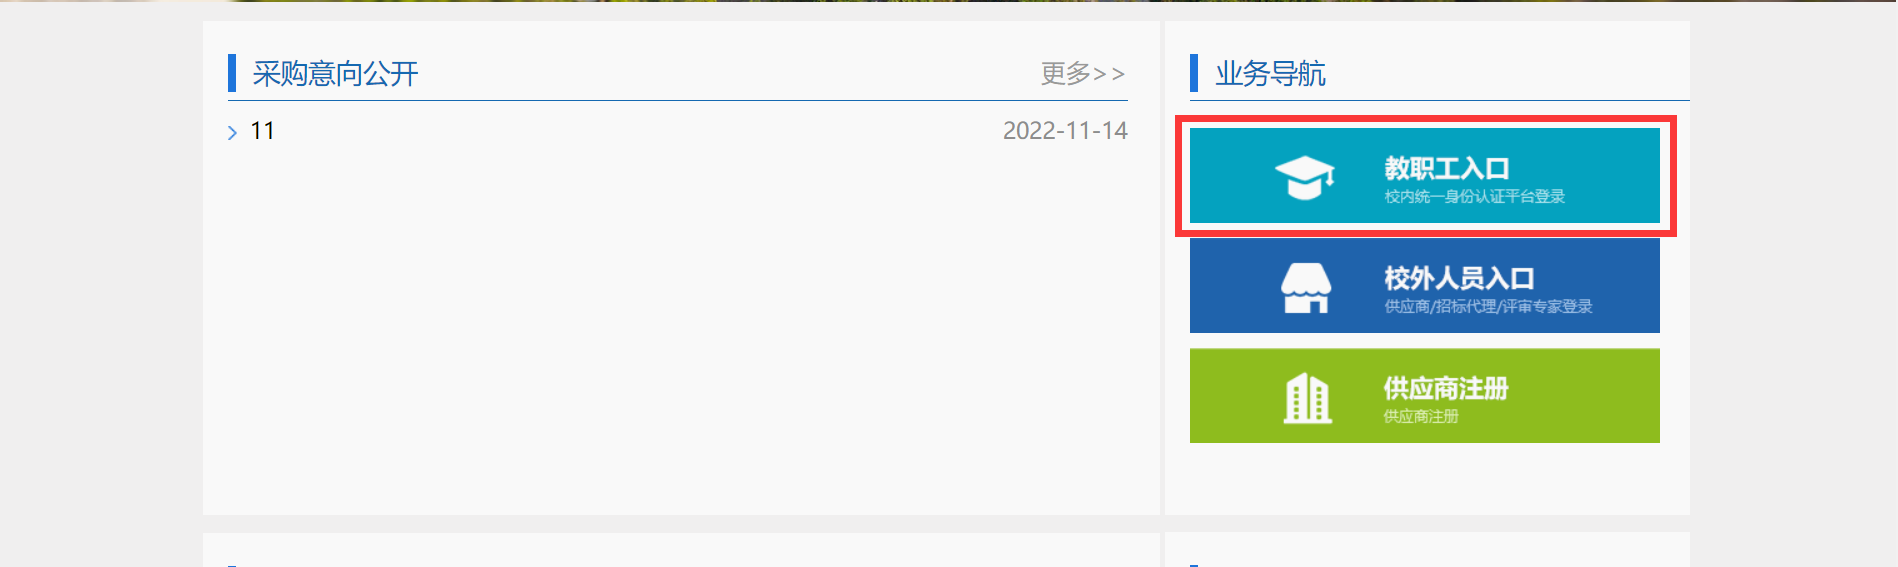 采购意向公开
更多>>
11
2022-11-14
业务导航
教职工入口
校内统一身份认证平台登录
校外人员入口
供应商/招标代理/评审专家登录
供应商注册
供应商注册